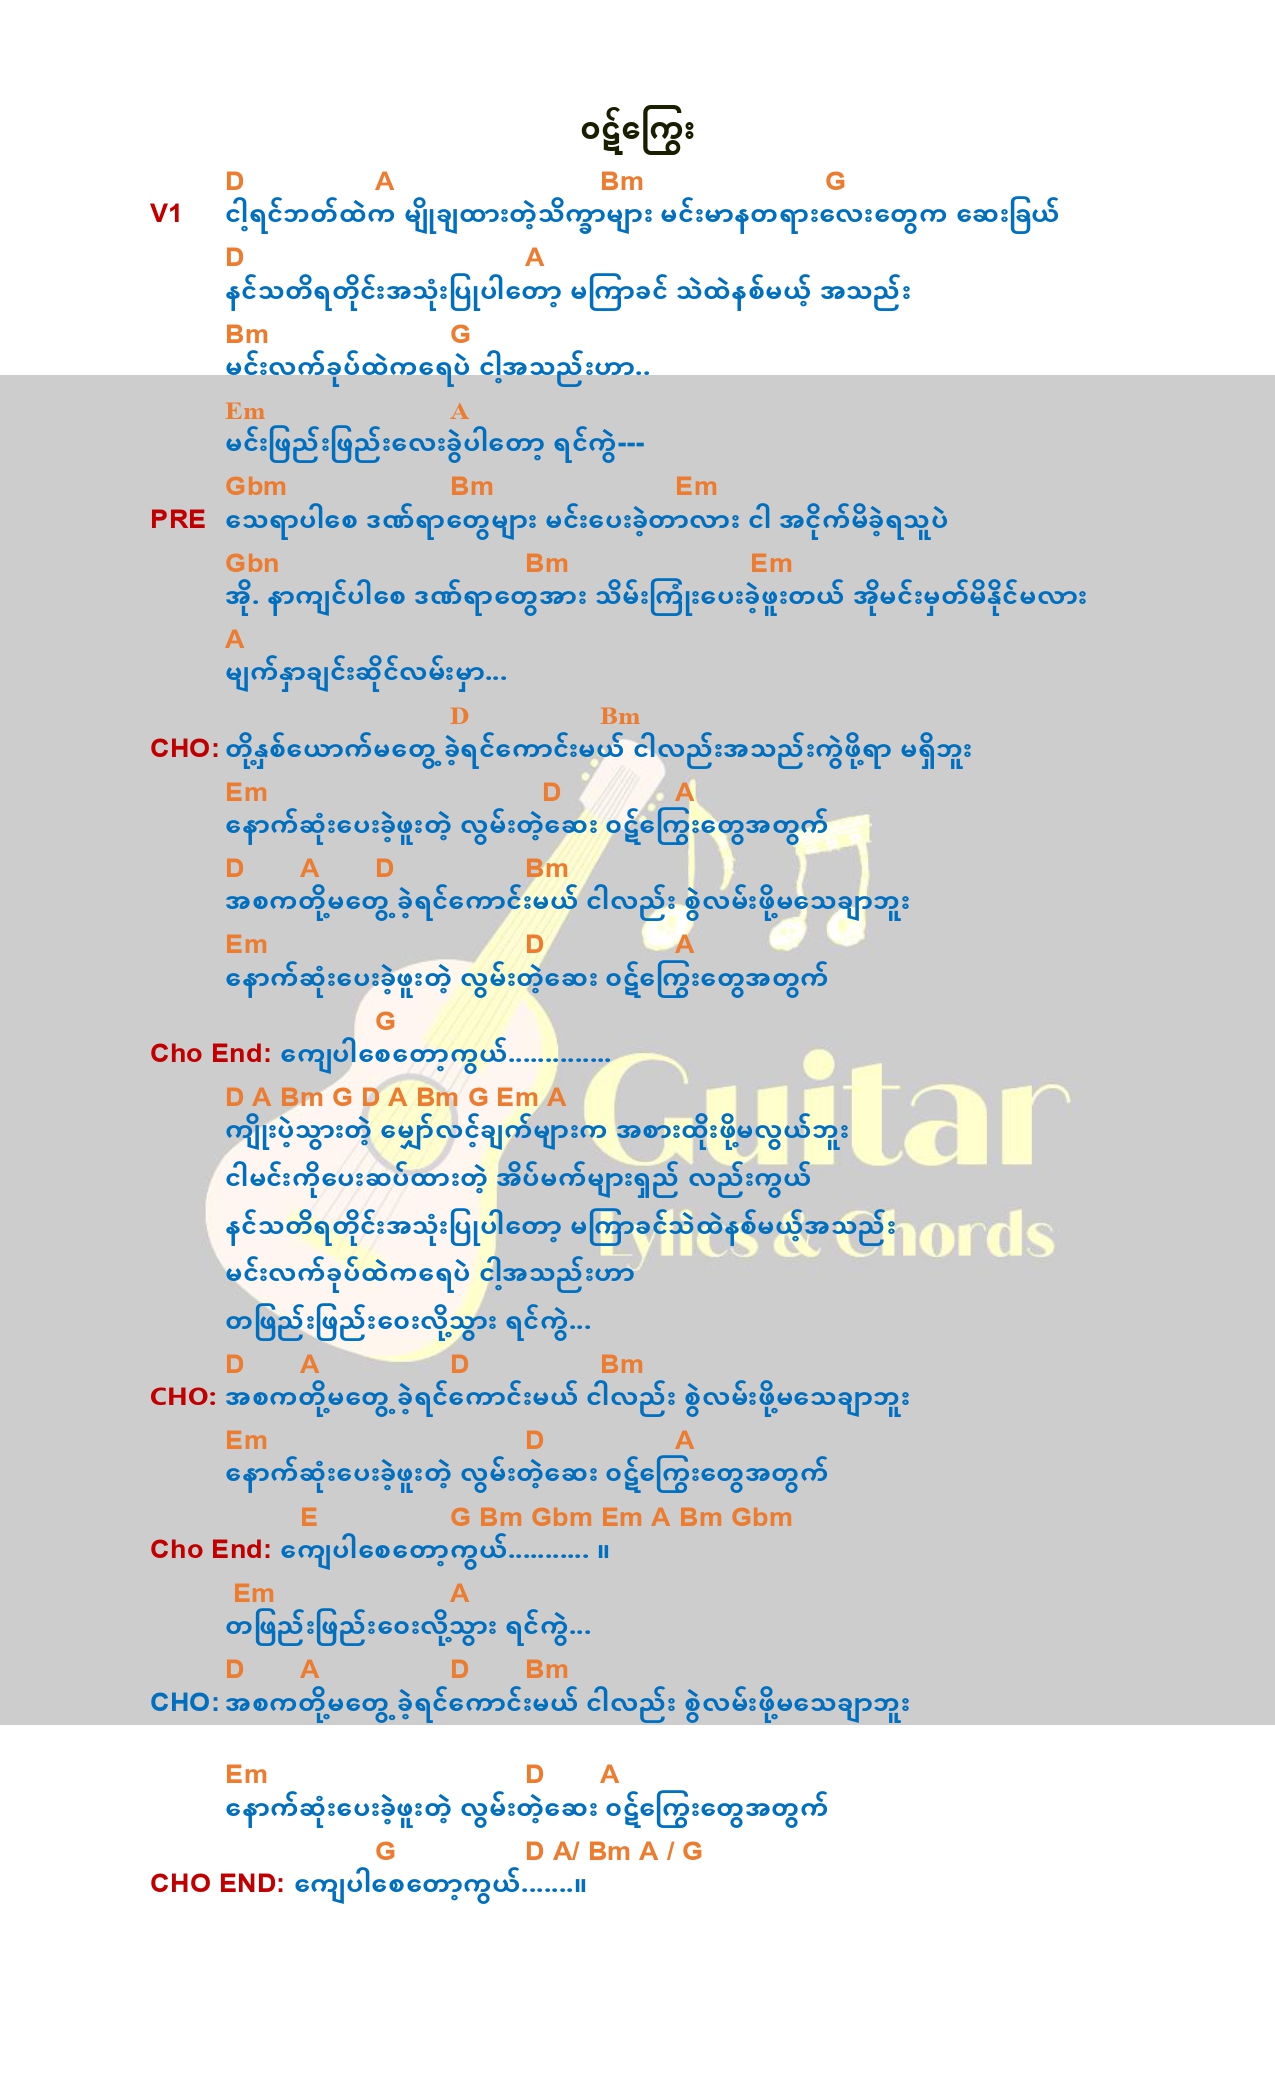 ဝဋ်ကြွေး
D A Bm G
V1 ငါ့ရင်ဘတ်ထဲက မျိုချထားတဲ့သိက္ခာများ မင်းမာနတရားလေးတွေက ဆေးခြယ်
D A
နင်သတိရတိုင်းအသုံးပြုပါတော့ မကြာခင် သဲထဲနစ်မယ့် အသည်း
Bm G
မင်းလက်ခုပ်ထဲကရေပဲ ငါ့အသည်းဟာ..
Em A
မင်းဖြည်းဖြည်းလေးခွဲပါတော့ ရင်ကွဲ---
Gbm Bm Em
PRE သေရာပါစေ ဒဏ်ရာတွေများ မင်းပေးခဲ့တာလား ငါ အငိုက်မိခဲ့ရသူပဲ
Gbn Bm Em
အို. နာကျင်ပါစေ ဒဏ်ရာတွေအား သိမ်းကြုံးပေးခဲ့ဖူးတယ် အိုမင်းမှတ်မိနိုင်မလား
A
မျက်နှာချင်းဆိုင်လမ်းမှာ...
D Bm
CHO: တို့နှစ်ယောက်မတွေ့ ခဲ့ရင်ကောင်းမယ် ငါလည်းအသည်းကွဲဖို့ရာ မရှိဘူး
Em D A
နောက်ဆုံးပေးခဲ့ဖူးတဲ့ လွမ်းတဲ့ဆေး ဝဋ်ကြွေးတွေအတွက်
D A D Bm
အစကတို့မတွေ့ ခဲ့ရင်ကောင်းမယ် ငါလည်း စွဲလမ်းဖို့မသေချာဘူး
Em D A
နောက်ဆုံးပေးခဲ့ဖူးတဲ့ လွမ်းတဲ့ဆေး ဝဋ်ကြွေးတွေအတွက်
G
Cho End: ကျေပါစေတော့ကွယ်..............
D A Bm G D A Bm G Em A
ကျိုးပဲ့သွားတဲ့ မျှော်လင့်ချက်များက အစားထိုးဖို့မလွယ်ဘူး
ငါမင်းကိုပေးဆပ်ထားတဲ့ အိပ်မက်များရှည် လည်းကွယ်
နင်သတိရတိုင်းအသုံးပြုပါတော့ မကြာခင်သဲထဲနစ်မယ့်အသည်း
မင်းလက်ခုပ်ထဲကရေပဲ ငါ့အသည်းဟာ
တဖြည်းဖြည်းဝေးလို့သွား ရင်ကွဲ...
D A D Bm
CHO: အစကတို့မတွေ့ ခဲ့ရင်ကောင်းမယ် ငါလည်း စွဲလမ်းဖို့မသေချာဘူး
Em D A
နောက်ဆုံးပေးခဲ့ဖူးတဲ့ လွမ်းတဲ့ဆေး ဝဋ်ကြွေးတွေအတွက်
E G Bm Gbm Em A Bm Gbm
Cho End: ကျေပါစေတော့ကွယ်........... ။
Em A
တဖြည်းဖြည်းဝေးလို့သွား ရင်ကွဲ...
D A D Bm
CHO: အစကတို့မတွေ့ ခဲ့ရင်ကောင်းမယ် ငါလည်း စွဲလမ်းဖို့မသေချာဘူး
Em D A
နောက်ဆုံးပေးခဲ့ဖူးတဲ့ လွမ်းတဲ့ဆေး ဝဋ်ကြွေးတွေအတွက်
G D A/ Bm A / G
CHO END: ကျေပါစေတော့ကွယ်.......။
Guitar
Lyrics & Chords